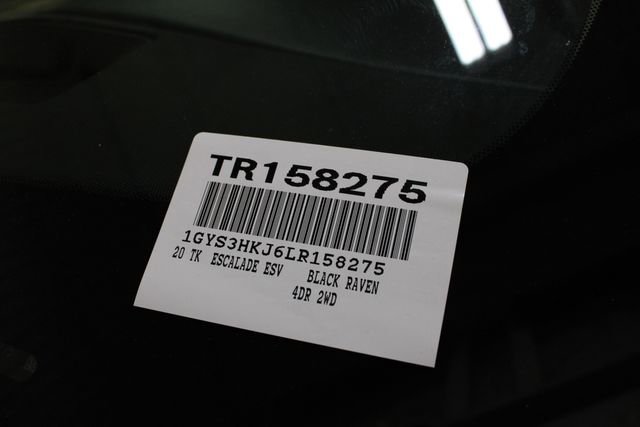 TR158275
1GYS3HKJ6LR158275
20 TK ESCALADE ESV BLACK RAVEN
4DR 2WD